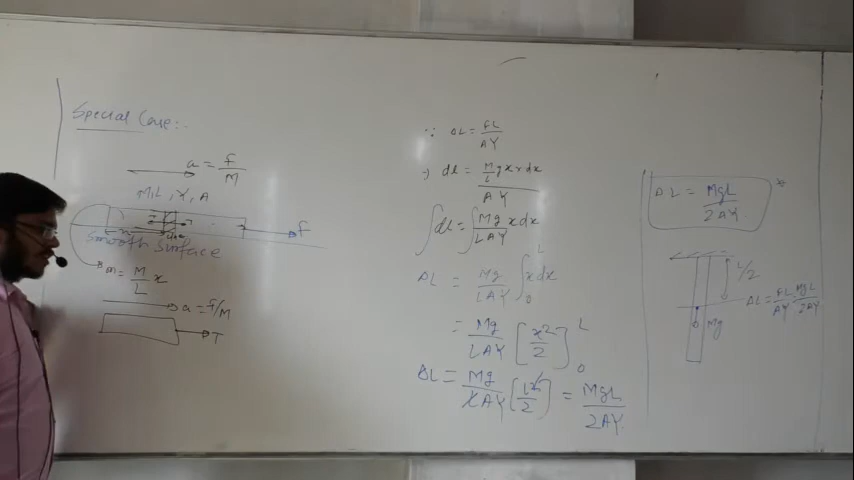 Special Case:-
a = f/M
M, L, Y, A
f
x
dx
Smooth Surface
m = M/L x
a = f/M
T
∵ ΔL = FL/AY
→ dl = M/L g x x dx / AY
∫dl = ∫ Mg x dx / LAY
ΔL = Mg/LAY ∫₀ᴸ x dx
= Mg/LAY [x²/2]₀ᴸ
ΔL = Mg/LAY [L²/2] = MgL/2AY
ΔL = MgL/2AY *
L/2
ΔL = FL/AY MgL/2AY
Mg